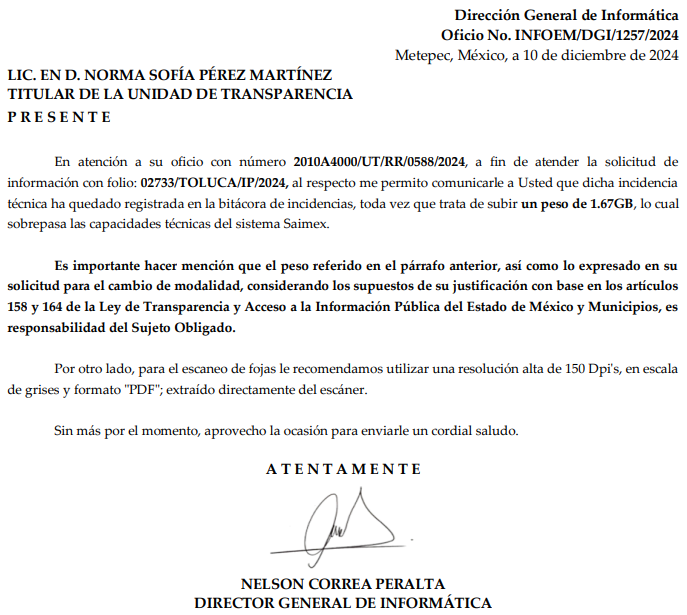 Dirección General de Informática
Oficio No. INFOEM/DGI/1257/2024
Metepec, México, a 10 de diciembre de 2024
LIC. EN D. NORMA SOFÍA PÉREZ MARTÍNEZ
TITULAR DE LA UNIDAD DE TRANSPARENCIA
P R E S E N T E
En atención a su oficio con número 2010A4000/UT/RR/0588/2024, a fin de atender la solicitud de
información con folio: 02733/TOLUCA/IP/2024, al respecto me permito comunicarle a Usted que dicha incidencia
técnica ha quedado registrada en la bitácora de incidencias, toda vez que trata de subir un peso de 1.67GB, lo cual
sobrepasa las capacidades técnicas del sistema Saimex.
Es importante hacer mención que el peso referido en el párrafo anterior, así como lo expresado en su
solicitud para el cambio de modalidad, considerando los supuestos de su justificación con base en los artículos
158 y 164 de la Ley de Transparencia y Acceso a la Información Pública del Estado de México y Municipios, es
responsabilidad del Sujeto Obligado.
Por otro lado, para el escaneo de fojas le recomendamos utilizar una resolución alta de 150 Dpi's, en escala
de grises y formato "PDF"; extraído directamente del escáner.
Sin más por el momento, aprovecho la ocasión para enviarle un cordial saludo.
A T E N T A M E N T E
NELSON CORREA PERALTA
DIRECTOR GENERAL DE INFORMÁTICA